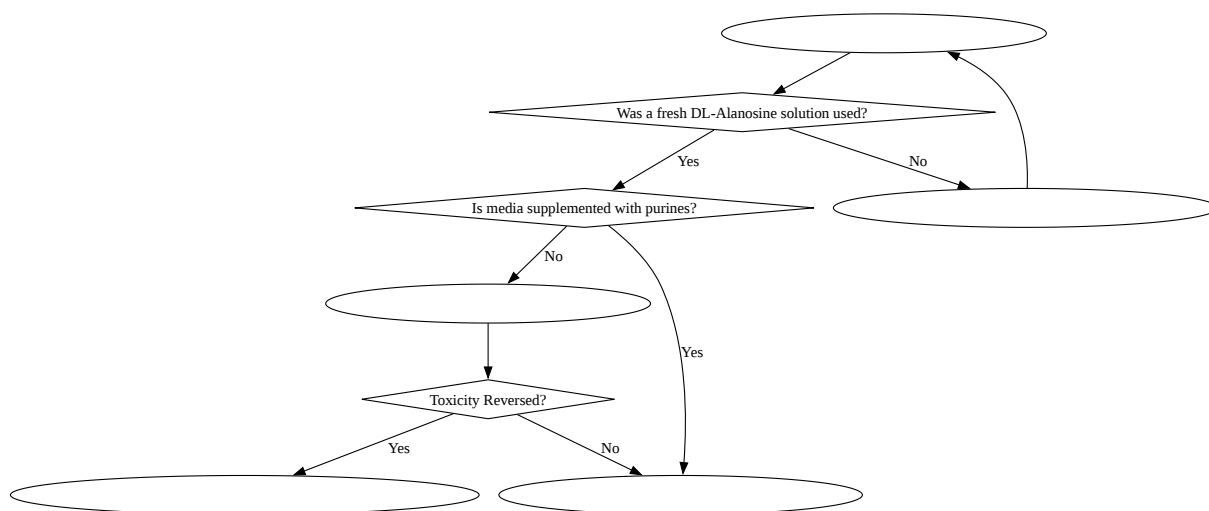 Was a fresh DL-Alanosine solution used?
Yes
No
Is media supplemented with purines?
No
Yes
Toxicity Reversed?
Yes
No